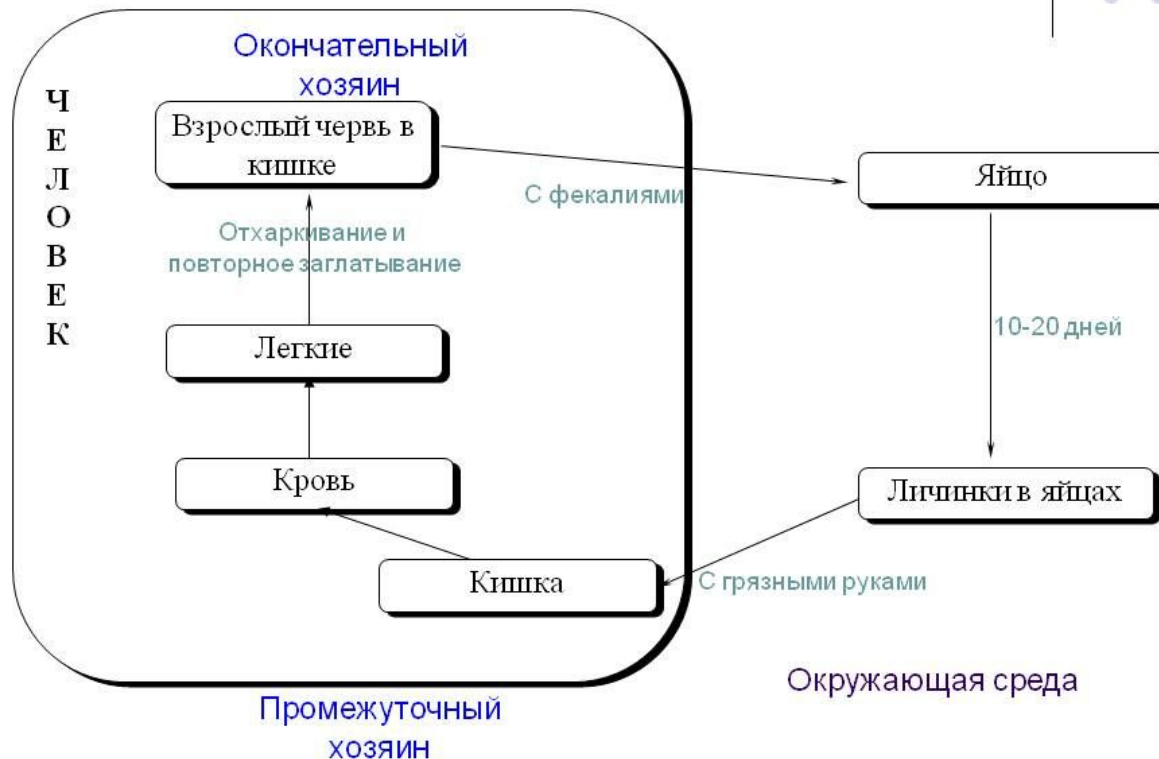 Окончательный
хозяин
ЧЕЛОВЕК
Взрослый червь в
кишке
С фекалиями
Яйцо
Отхаркивание и
повторное заглатывание
10-20 дней
Легкие
Кровь
Личинки в яйцах
Кишка
С грязными руками
Окружающая среда
Промежуточный
хозяин